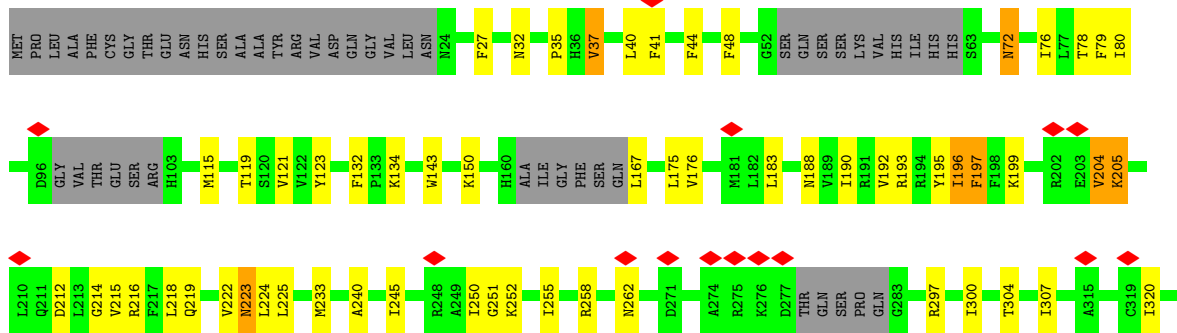 MET PRO LEU ALA PHE CYS GLY THR GLU ASN HIS SER ALA ALA TYR ARG VAL ASP GLN GLY VAL LEU ASN N24 F27 N32 P35 H36 V37 L40 F41 F44 F48 G52 SER GLN SER SER LYS VAL HIS ILE HIS HIS S63 N72 I76 L77 T78 F79 I80
D96 GLY VAL THR GLU SER ARG H103 M115 T119 S120 V121 V122 Y123 F132 P133 K134 W143 K150 H160 ALA ILE GLY PHE SER GLN L167 L175 V176 M181 L182 L183 N188 V189 I190 R191 V192 R193 R194 Y195 I196 F197 F198 K199 R202 E203 V204 K205
L210 Q211 D212 L213 G214 V215 R216 F217 L218 Q219 V222 N223 L224 L225 M233 A240 I245 R248 A249 I250 G251 K252 I255 R258 N262 D271 A274 R275 K276 D277 THR GLN SER PRO GLN G283 R297 I300 T304 I307 A315 C319 I320